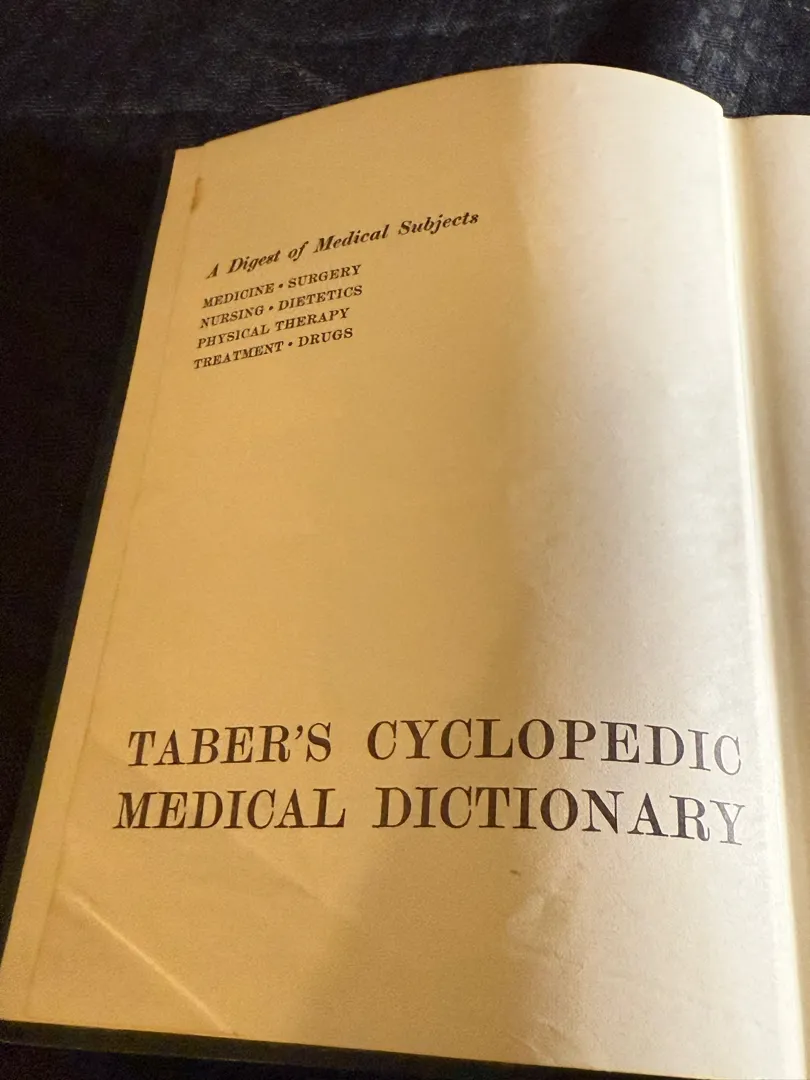 A Digest of Medical Subjects
MEDICINE • SURGERY
NURSING • DIETETICS
PHYSICAL THERAPY
TREATMENT • DRUGS
TABER'S CYCLOPEDIC
MEDICAL DICTIONARY